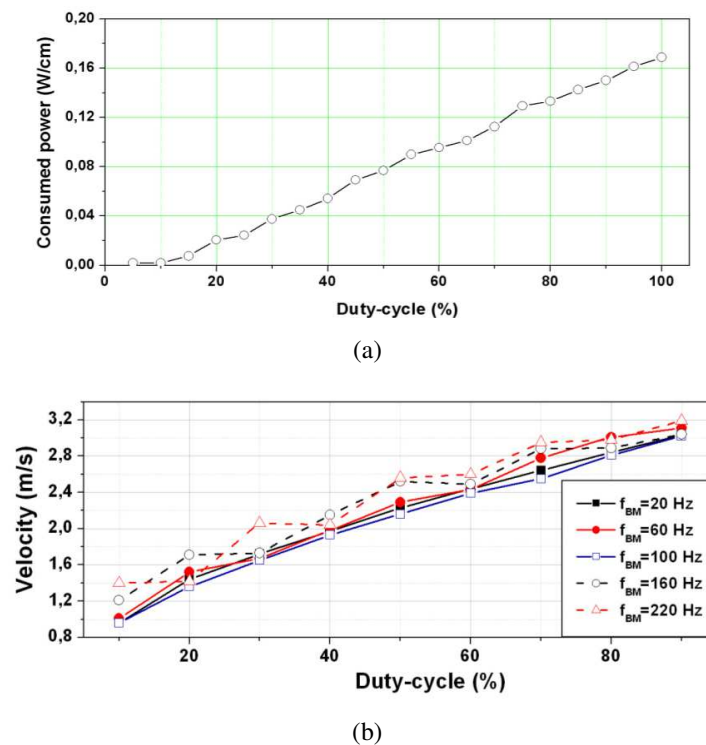 0,20
0,16
0,12
0,08
0,04
0,00
Consumed power (W/cm)
0 20 40 60 80 100
Duty-cycle (%)
(a)
3,2
2,8
2,4
2,0
1,6
1,2
0,8
Velocity (m/s)
f_BM=20 Hz
f_BM=60 Hz
f_BM=100 Hz
f_BM=160 Hz
f_BM=220 Hz
20 40 60 80
Duty-cycle (%)
(b)